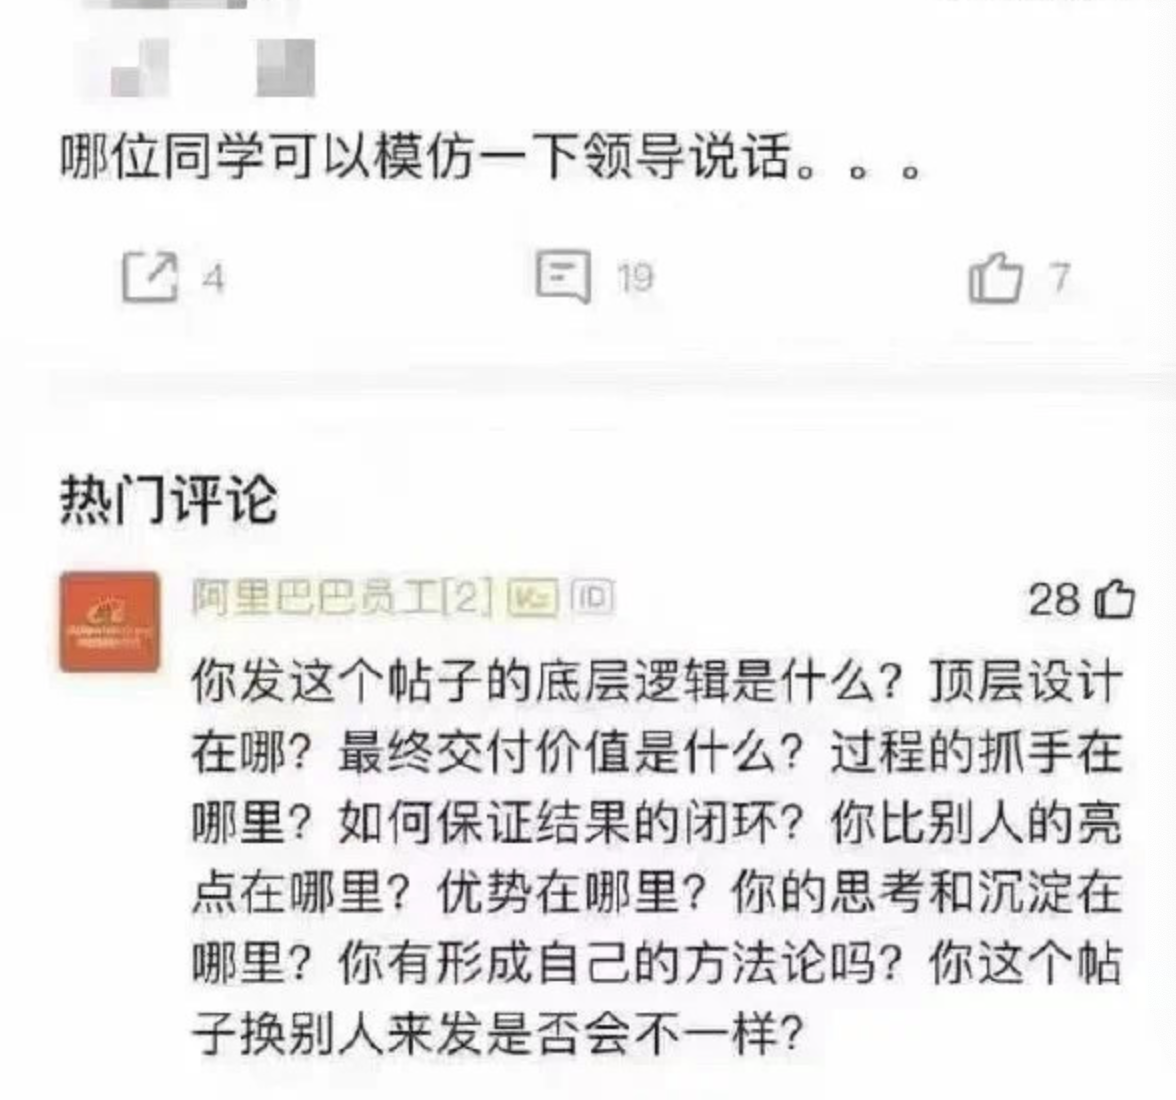 哪位同学可以模仿一下领导说话。。。
4 19 7
热门评论
阿里巴巴员工[2] ID 28
你发这个帖子的底层逻辑是什么？顶层设计
在哪？最终交付价值是什么？过程的抓手在
哪里？如何保证结果的闭环？你比别人的亮
点在哪里？优势在哪里？你的思考和沉淀在
哪里？你有形成自己的方法论吗？你这个帖
子换别人来发是否会不一样？